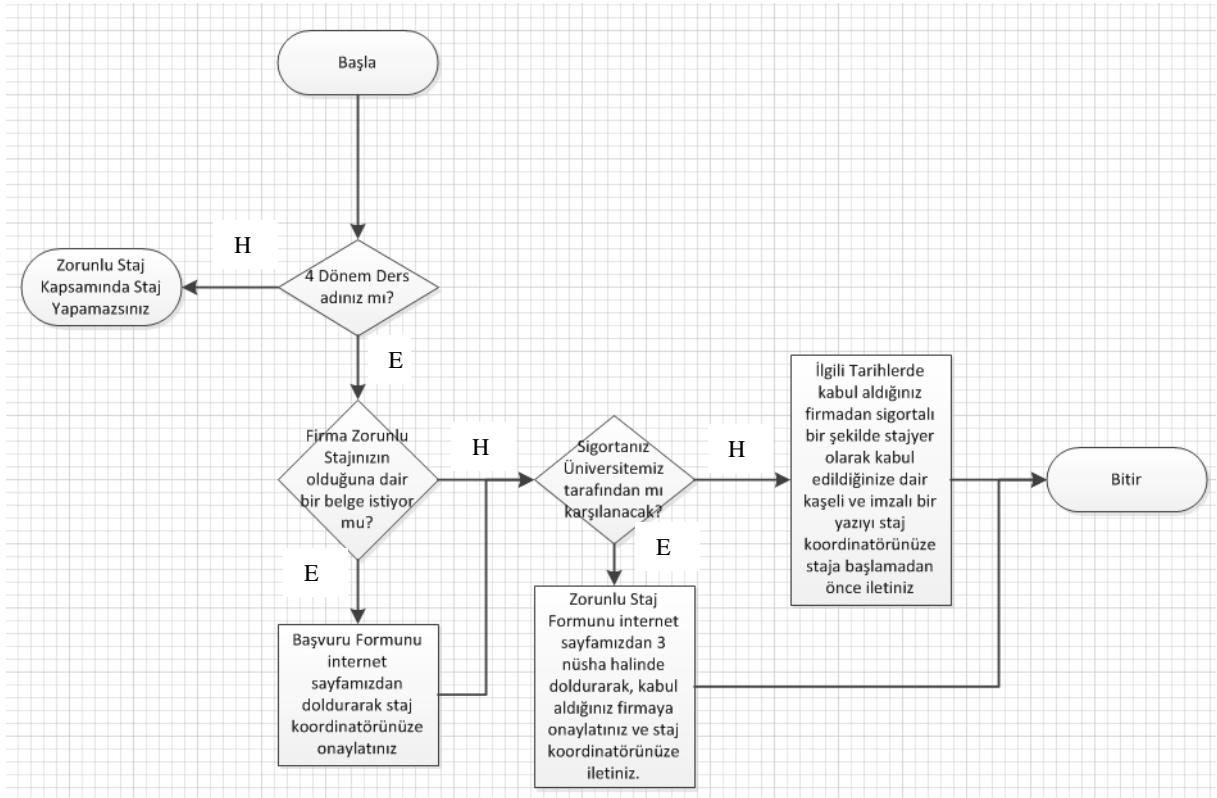 Başla
H
Zorunlu Staj
Kapsamında Staj
Yapamazsınız
4 Dönem Ders
adınız mı?
E
Firma Zorunlu
Stajınızın
olduğuna dair
bir belge istiyor
mu?
H
E
Başvuru Formunu
internet
sayfamızdan
doldurarak staj
koordinatörünüze
onaylatınız
Sigortanız
Üniversitemiz
tarafından mı
karşılanacak?
H
E
Zorunlu Staj
Formunu internet
sayfamızdan 3
nüsha halinde
doldurarak, kabul
aldığınız firmaya
onaylatınız ve staj
koordinatörünüze
iletiniz.
İlgili Tarihlerde
kabul aldığınız
firmadan sigortalı
bir şekilde stajyer
olarak kabul
edildiğinize dair
kaşeli ve imzalı bir
yazıyı staj
koordinatörünüze
staja başlamadan
önce iletiniz
Bitir